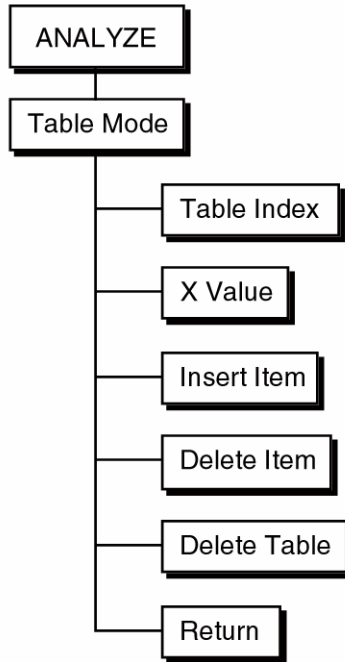 ANALYZE
Table Mode
Table Index
X Value
Insert Item
Delete Item
Delete Table
Return